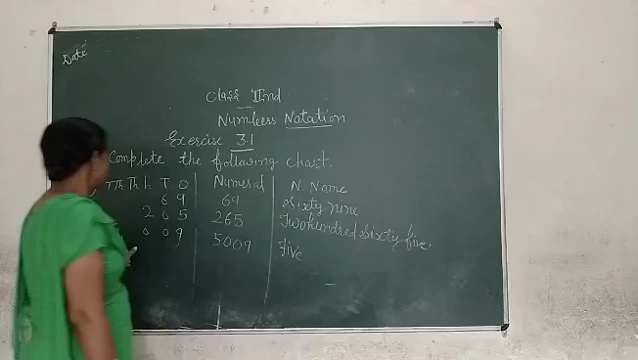 Date
Class IInd
Numbers Notation
Exercise 3.1
Complete the following chart.
TTh Th h. T. O Numeral N. Name
6 9 69 Sixty nine
2 6 5 265 Two hundred Sixty five.
0 0 9 5009 Five